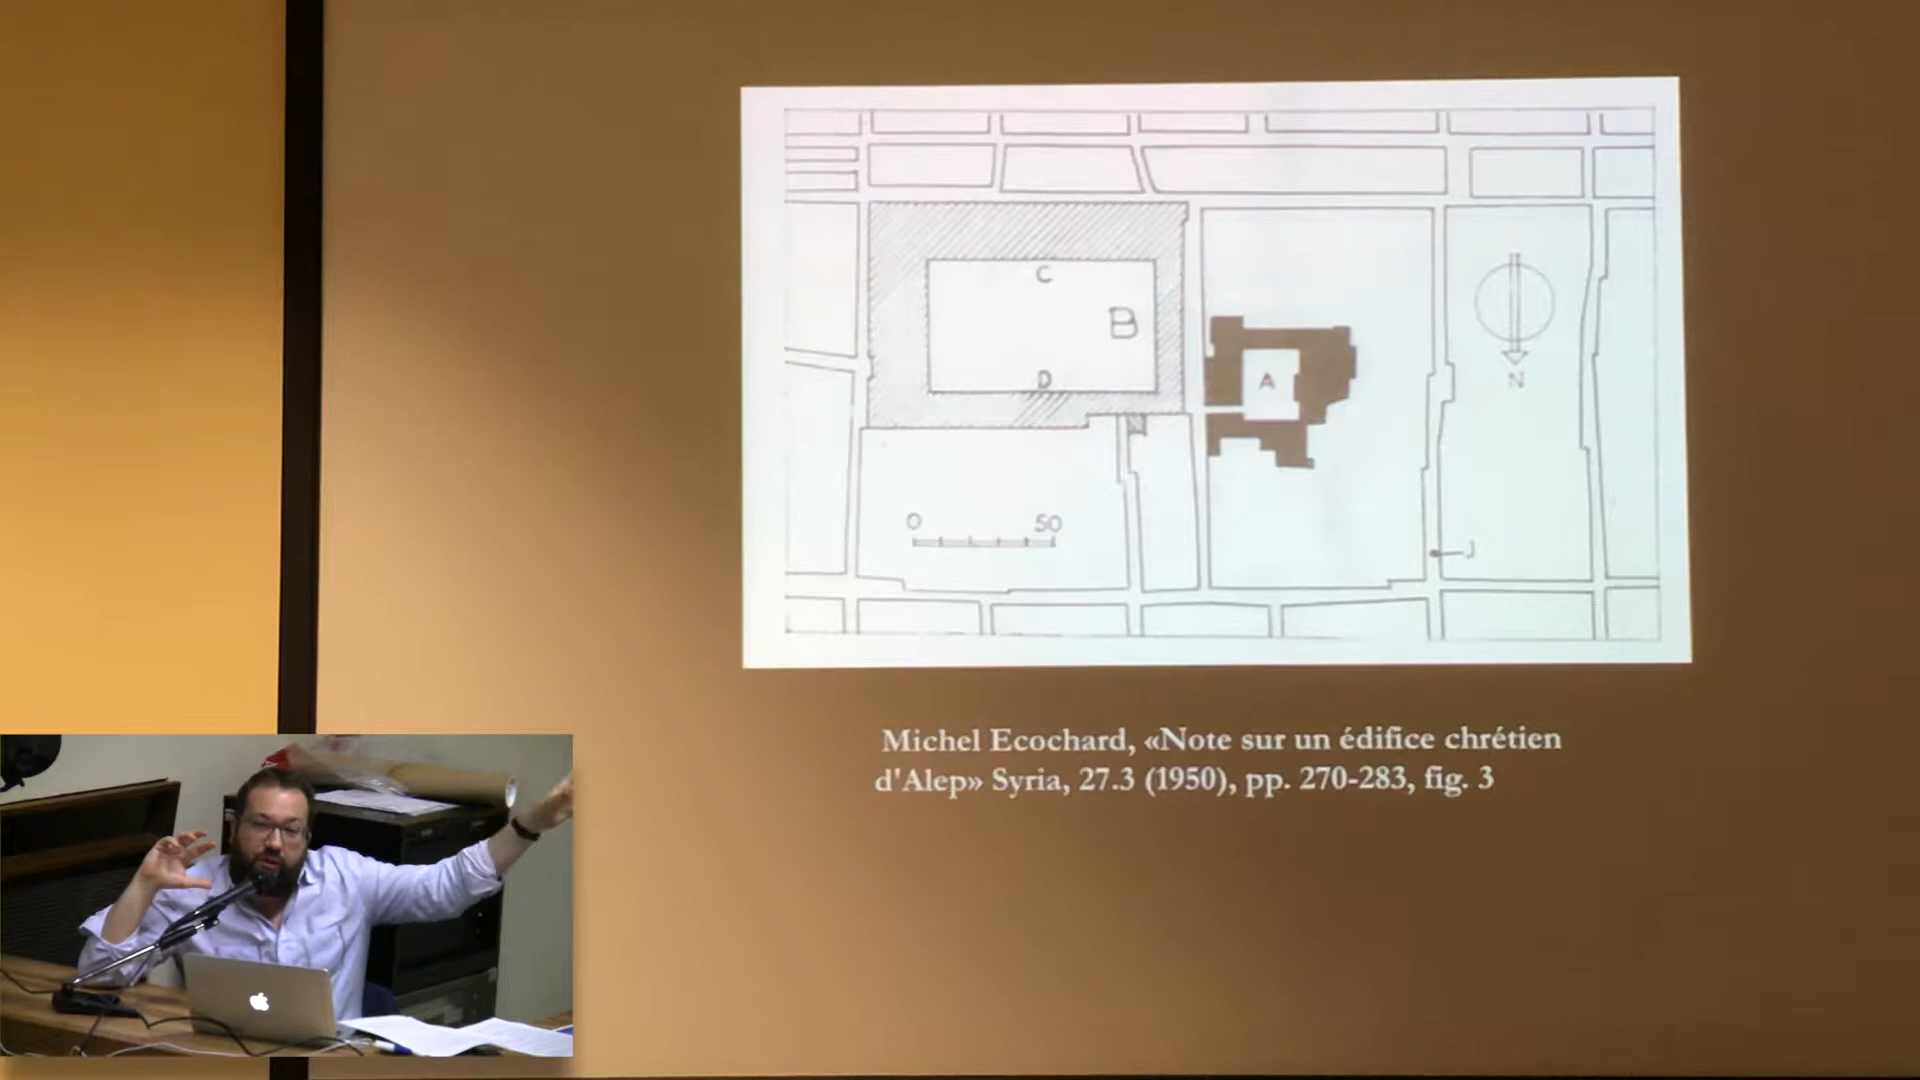 C
B
D
A
N
0 50
J
Michel Ecochard, «Note sur un édifice chrétien
d'Alep» Syria, 27.3 (1950), pp. 270-283, fig. 3